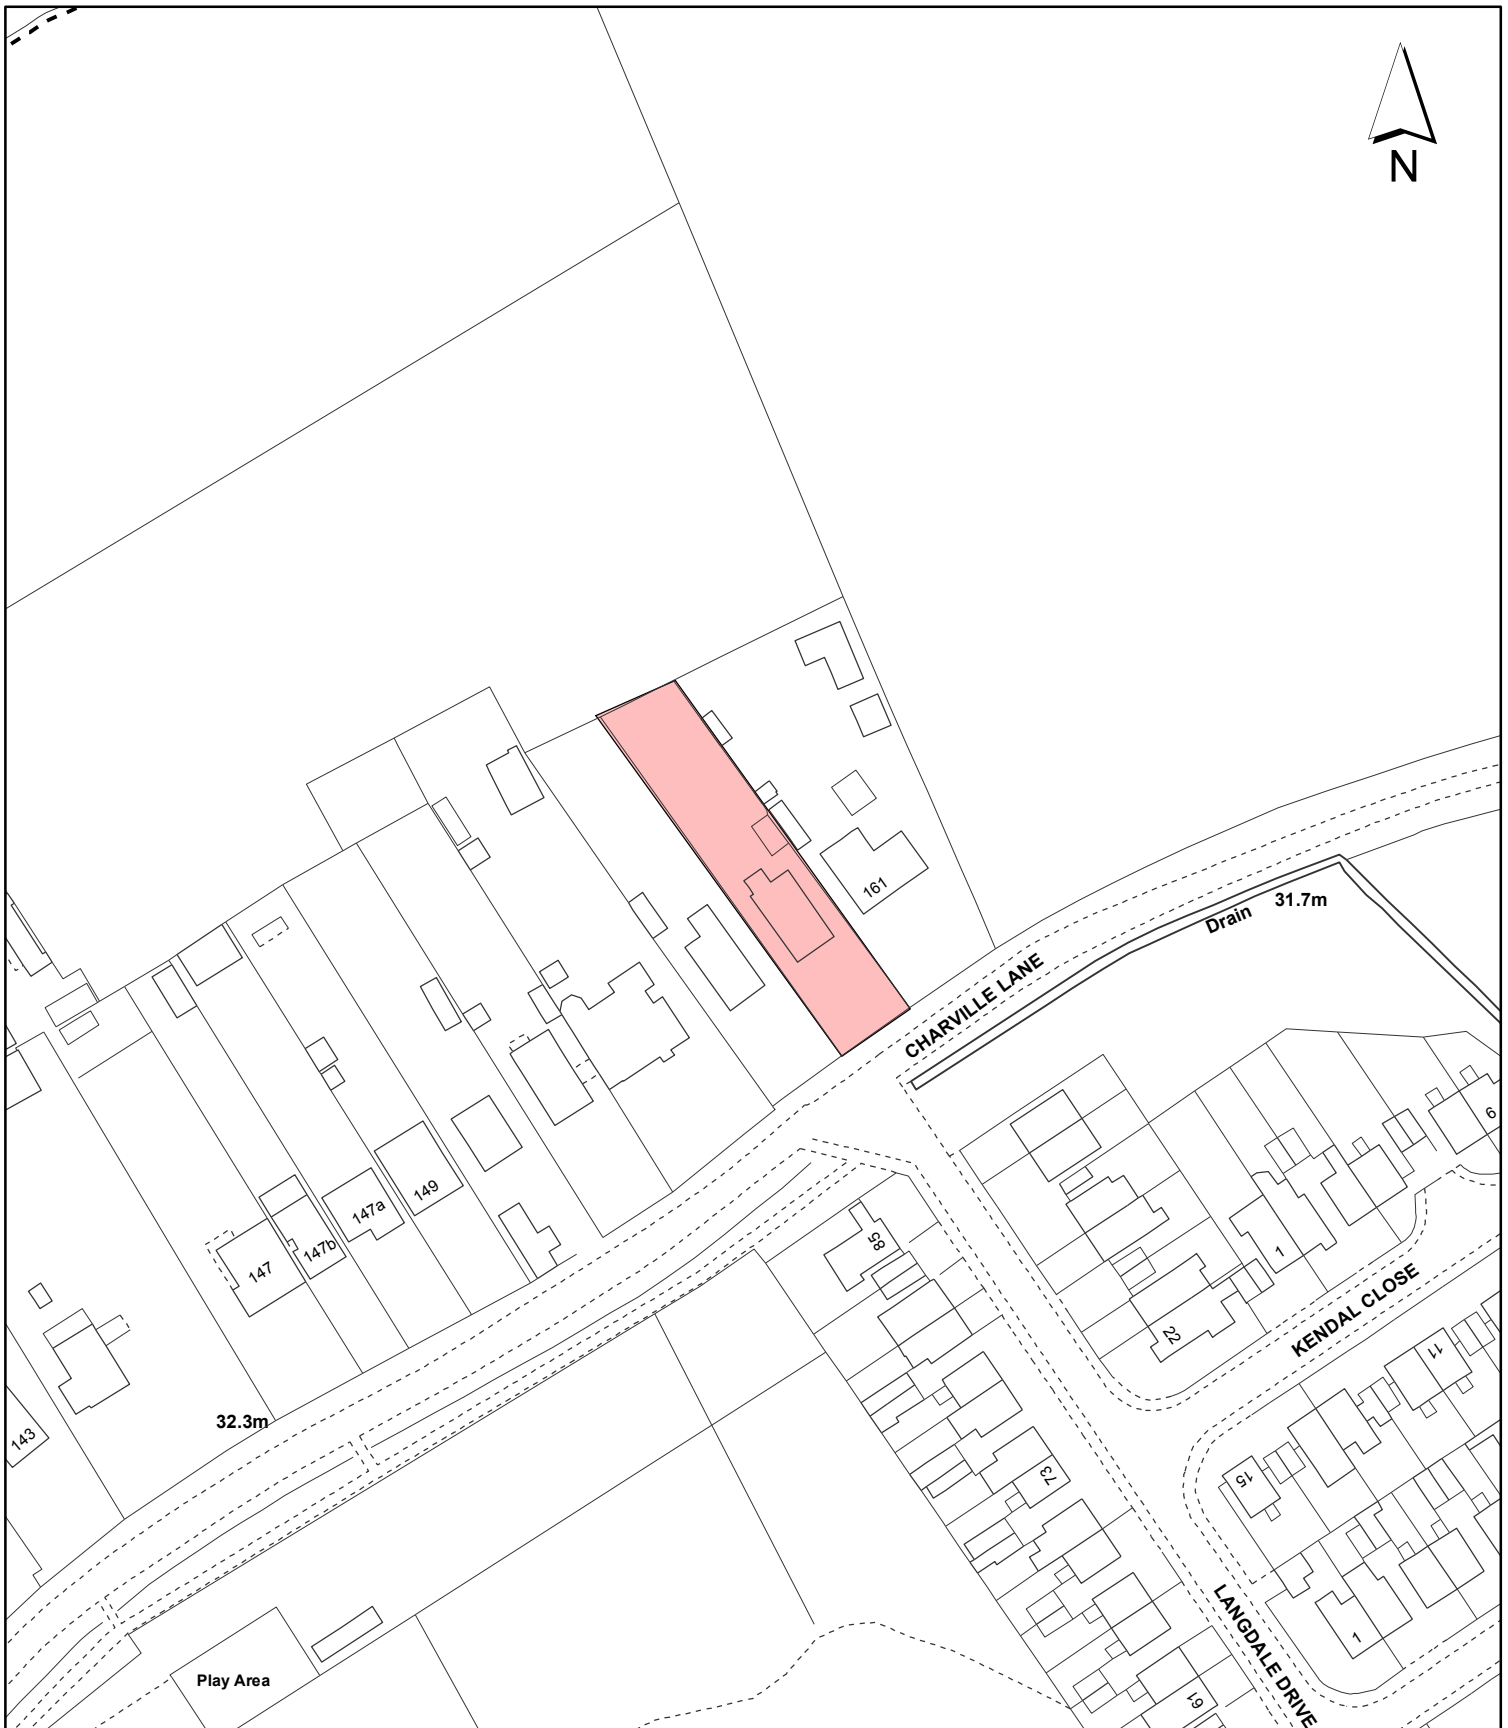 N
161
31.7m
Drain
CHARVILLE LANE
149
147a
147b
147
85
6
1
22
KENDAL CLOSE
11
32.3m
143
73
15
LANGDALE DRIVE
1
Play Area
61